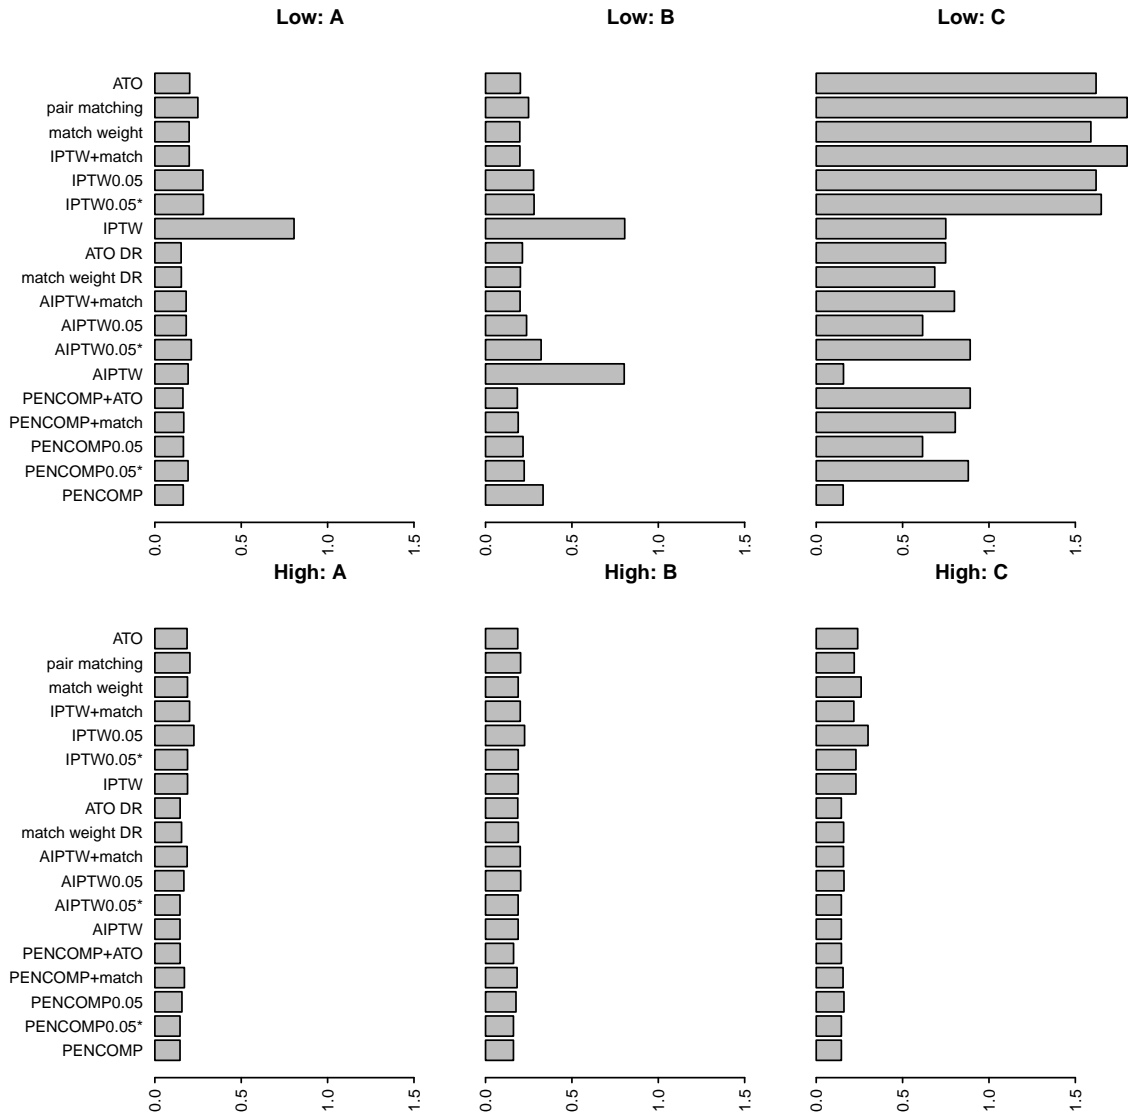 Low: A Low: B Low: C
ATO
pair matching
match weight
IPTW+match
IPTW0.05
IPTW0.05*
IPTW
ATO DR
match weight DR
AIPTW+match
AIPTW0.05
AIPTW0.05*
AIPTW
PENCOMP+ATO
PENCOMP+match
PENCOMP0.05
PENCOMP0.05*
PENCOMP
0.0 0.5 1.0 1.5 0.0 0.5 1.0 1.5 0.0 0.5 1.0 1.5
High: A High: B High: C
ATO
pair matching
match weight
IPTW+match
IPTW0.05
IPTW0.05*
IPTW
ATO DR
match weight DR
AIPTW+match
AIPTW0.05
AIPTW0.05*
AIPTW
PENCOMP+ATO
PENCOMP+match
PENCOMP0.05
PENCOMP0.05*
PENCOMP
0.0 0.5 1.0 1.5 0.0 0.5 1.0 1.5 0.0 0.5 1.0 1.5